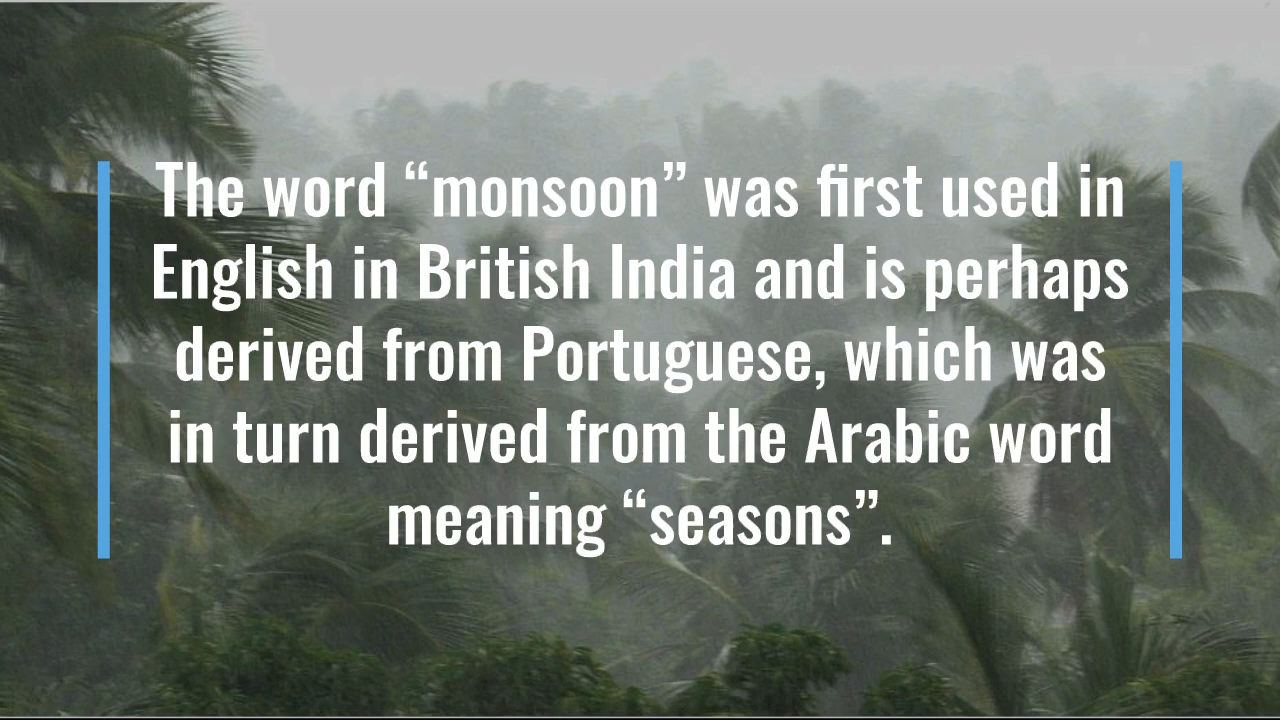 The word “monsoon” was first used in
English in British India and is perhaps
derived from Portuguese, which was
in turn derived from the Arabic word
meaning “seasons”.